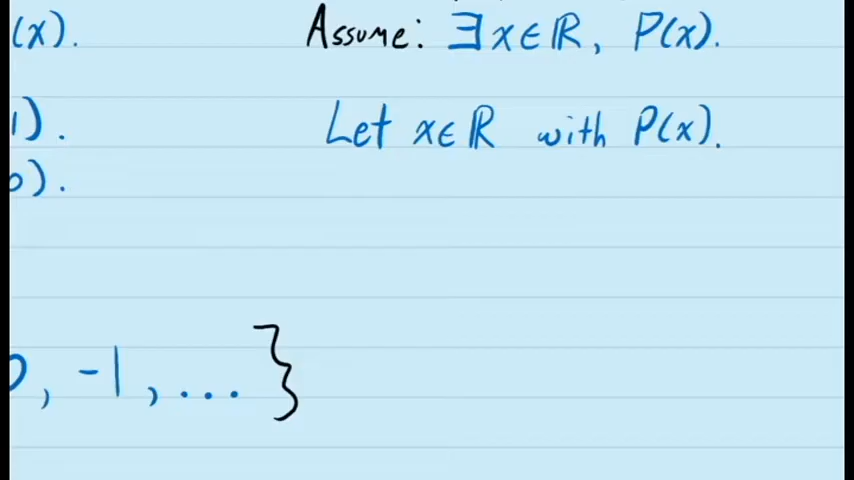 (x).
Assume: ∃ x ∈ ℝ, P(x).
1).
Let x ∈ ℝ with P(x).
0).
0, -1, ... }